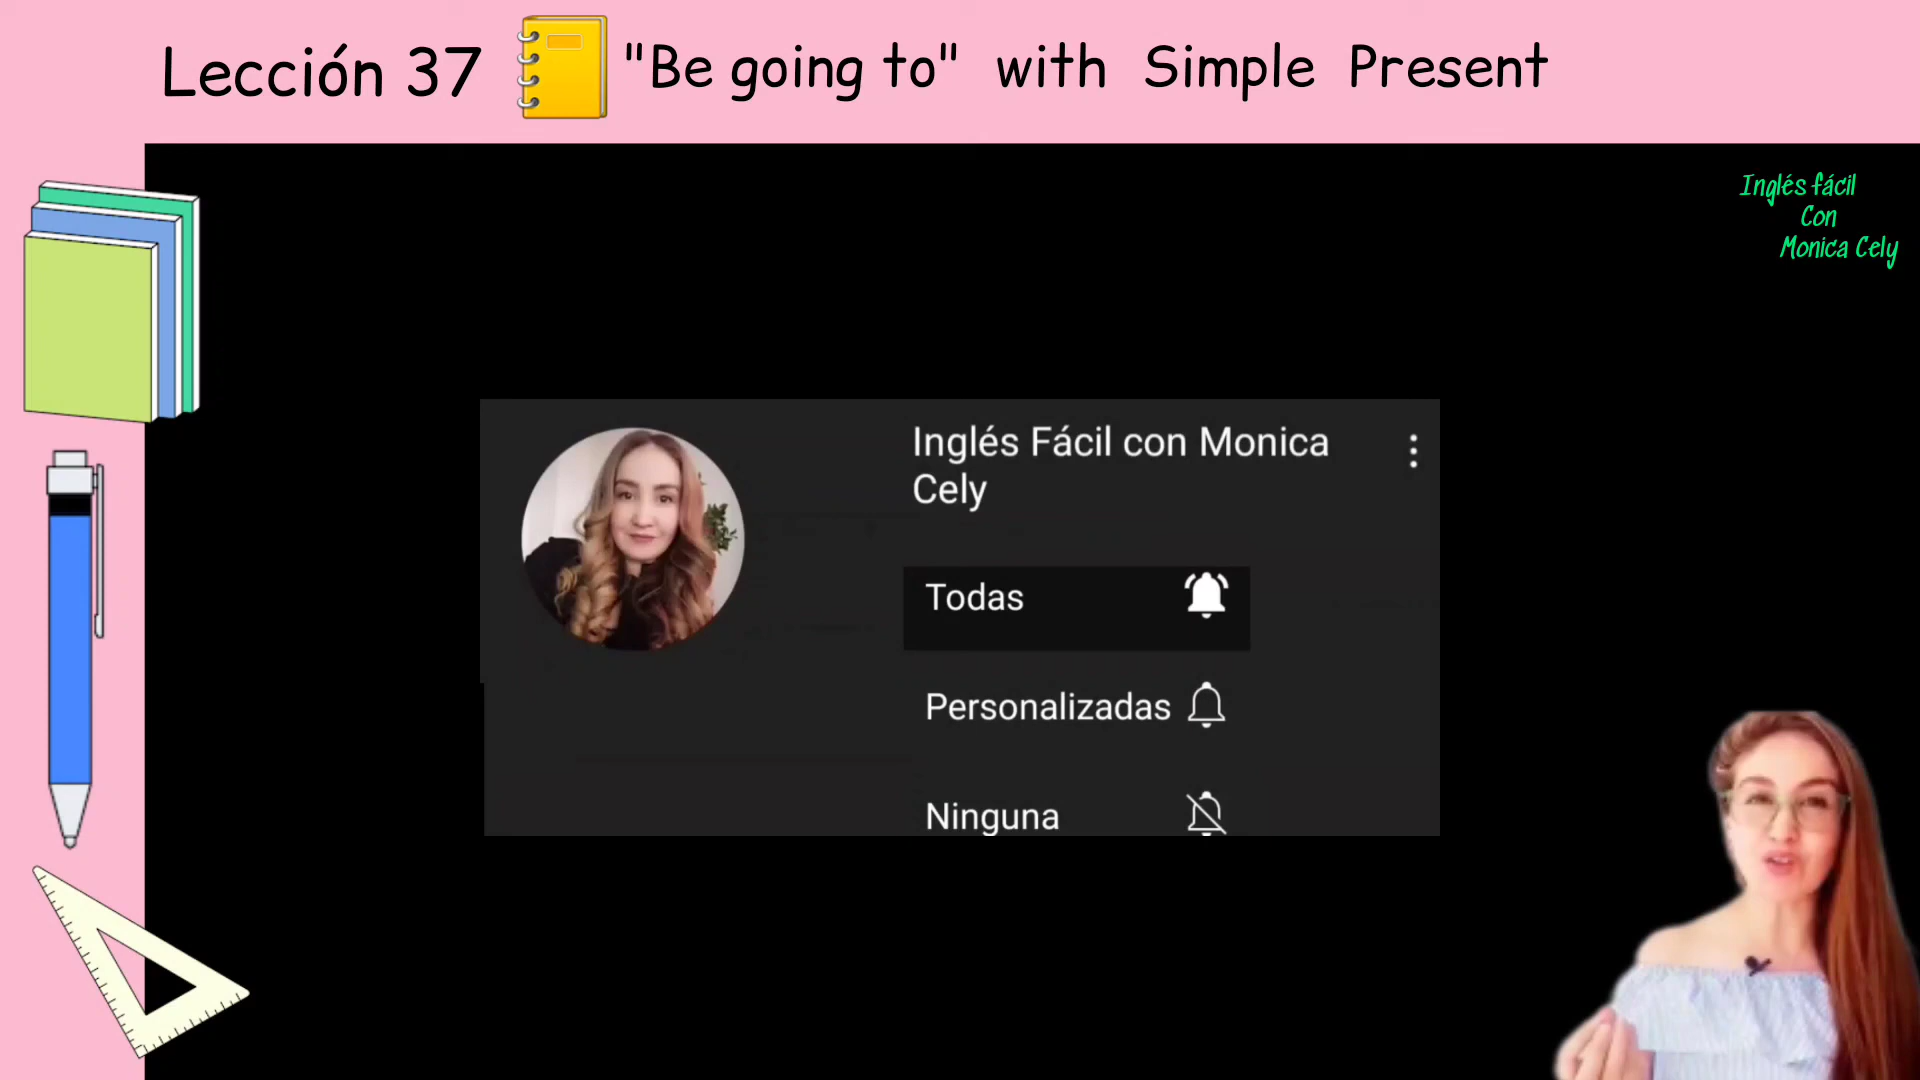 Lección 37 "Be going to" with Simple Present
Inglés fácil
Con
Monica Cely
Inglés Fácil con Monica
Cely
Todas
Personalizadas
Ninguna